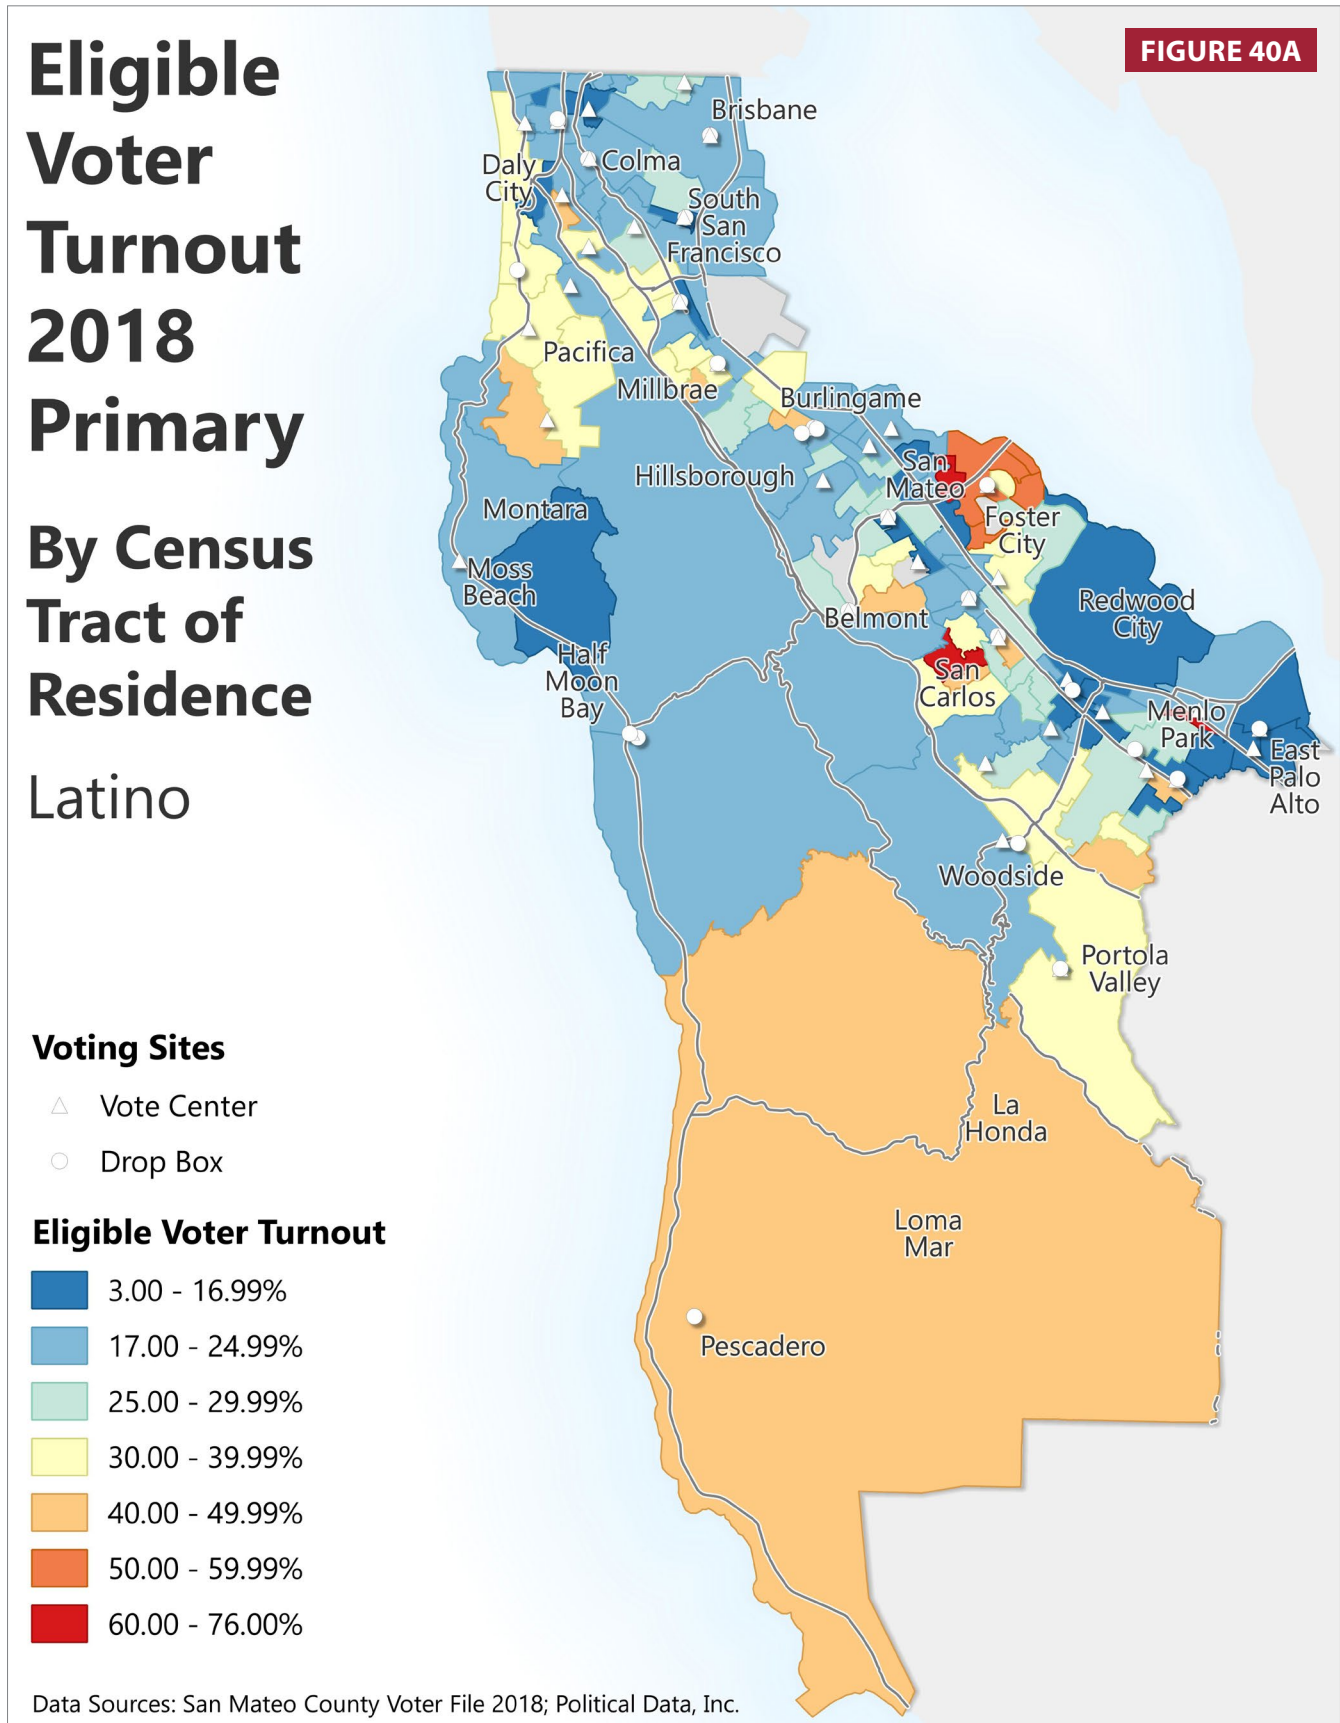 FIGURE 40A
Eligible
Voter
Turnout
2018
Primary
By Census
Tract of
Residence
Latino
Brisbane
Daly
City
Colma
South
San
Francisco
Pacifica
Millbrae
Burlingame
Hillsborough
San
Mateo
Foster
City
Montara
Moss
Beach
Belmont
Redwood
City
Half
Moon
Bay
San
Carlos
Menlo
Park
East
Palo
Alto
Woodside
Portola
Valley
La
Honda
Loma
Mar
Pescadero
Voting Sites
Vote Center
Drop Box
Eligible Voter Turnout
3.00 - 16.99%
17.00 - 24.99%
25.00 - 29.99%
30.00 - 39.99%
40.00 - 49.99%
50.00 - 59.99%
60.00 - 76.00%
Data Sources: San Mateo County Voter File 2018; Political Data, Inc.